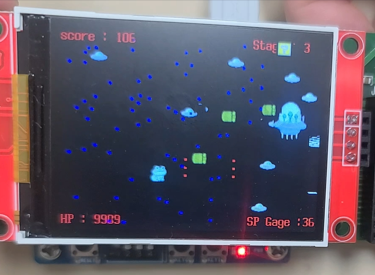 score : 106
Stage ? 3
HP : 9909
SP Gage :36